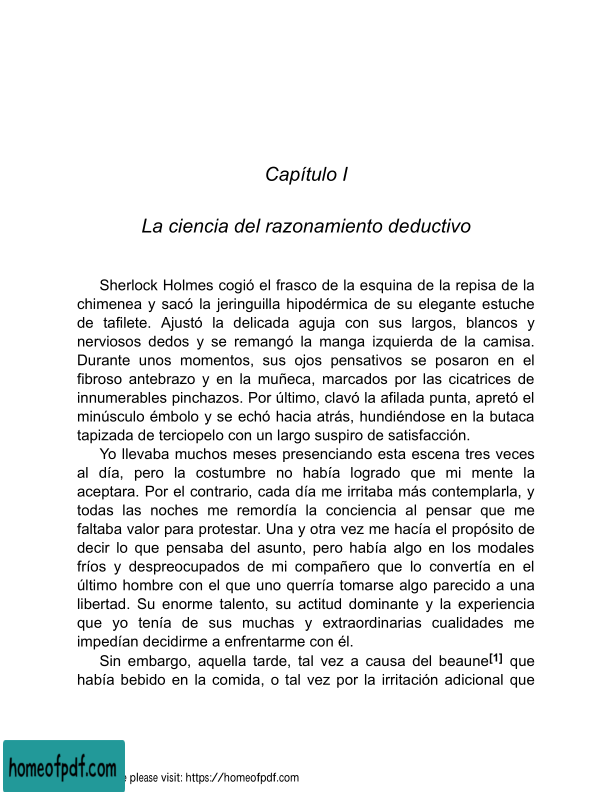 Capítulo I
La ciencia del razonamiento deductivo
Sherlock Holmes cogió el frasco de la esquina de la repisa de la
chimenea y sacó la jeringuilla hipodérmica de su elegante estuche
de tafilete. Ajustó la delicada aguja con sus largos, blancos y
nerviosos dedos y se remangó la manga izquierda de la camisa.
Durante unos momentos, sus ojos pensativos se posaron en el
fibroso antebrazo y en la muñeca, marcados por las cicatrices de
innumerables pinchazos. Por último, clavó la afilada punta, apretó el
minúsculo émbolo y se echó hacia atrás, hundiéndose en la butaca
tapizada de terciopelo con un largo suspiro de satisfacción.
Yo llevaba muchos meses presenciando esta escena tres veces
al día, pero la costumbre no había logrado que mi mente la
aceptara. Por el contrario, cada día me irritaba más contemplarla, y
todas las noches me remordía la conciencia al pensar que me
faltaba valor para protestar. Una y otra vez me hacía el propósito de
decir lo que pensaba del asunto, pero había algo en los modales
fríos y despreocupados de mi compañero que lo convertía en el
último hombre con el que uno querría tomarse algo parecido a una
libertad. Su enorme talento, su actitud dominante y la experiencia
que yo tenía de sus muchas y extraordinarias cualidades me
impedían decidirme a enfrentarme con él.
Sin embargo, aquella tarde, tal vez a causa del beaune[1] que
había bebido en la comida, o tal vez por la irritación adicional que
homeofpdf.com
please visit: https://homeofpdf.com